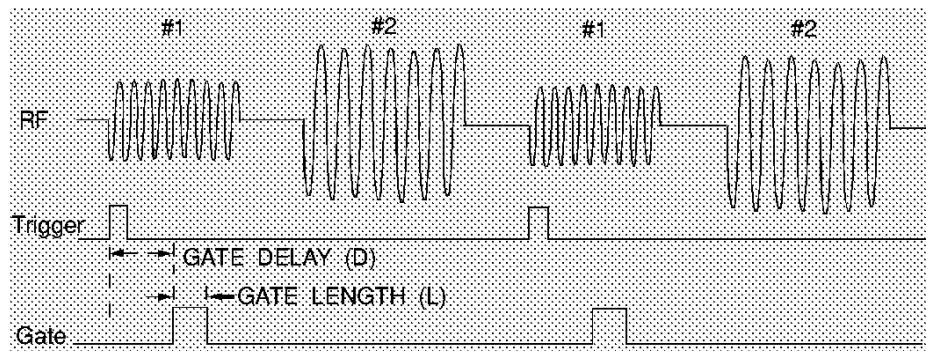 #1 #2 #1 #2
RF
Trigger
GATE DELAY (D)
GATE LENGTH (L)
Gate